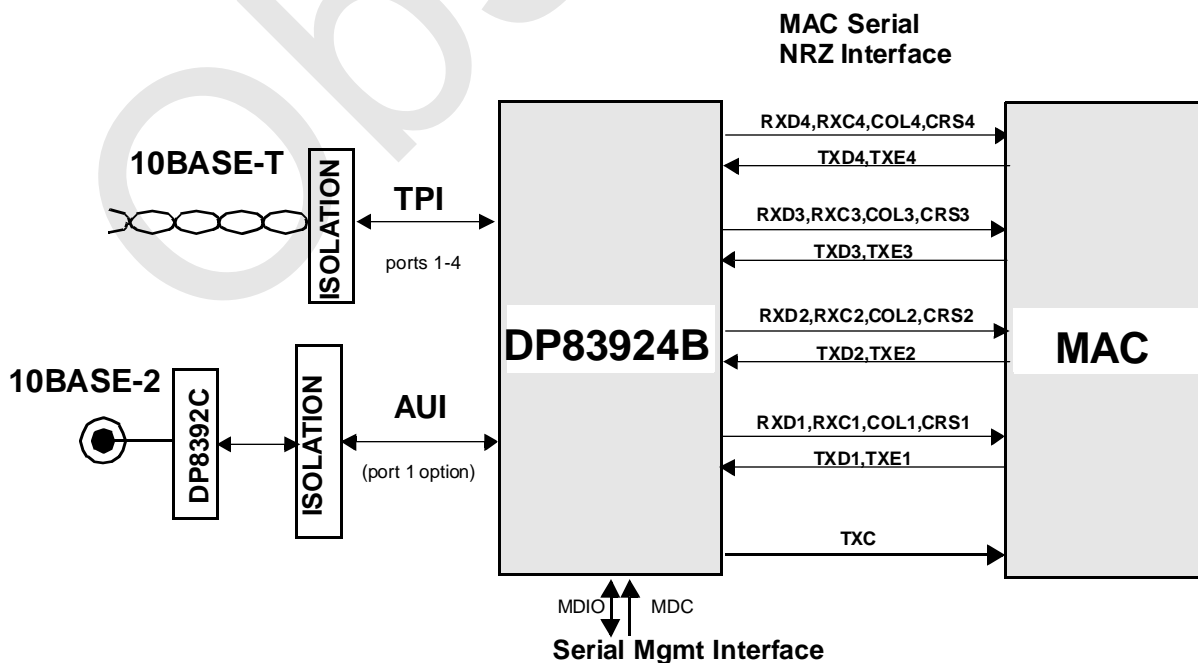 MAC Serial
NRZ Interface
RXD4,RXC4,COL4,CRS4
TXD4,TXE4
10BASE-T
ISOLATION
TPI
ports 1-4
RXD3,RXC3,COL3,CRS3
TXD3,TXE3
RXD2,RXC2,COL2,CRS2
DP83924B
MAC
TXD2,TXE2
10BASE-2
DP8392C
ISOLATION
AUI
(port 1 option)
RXD1,RXC1,COL1,CRS1
TXD1,TXE1
TXC
MDIO
MDC
Serial Mgmt Interface